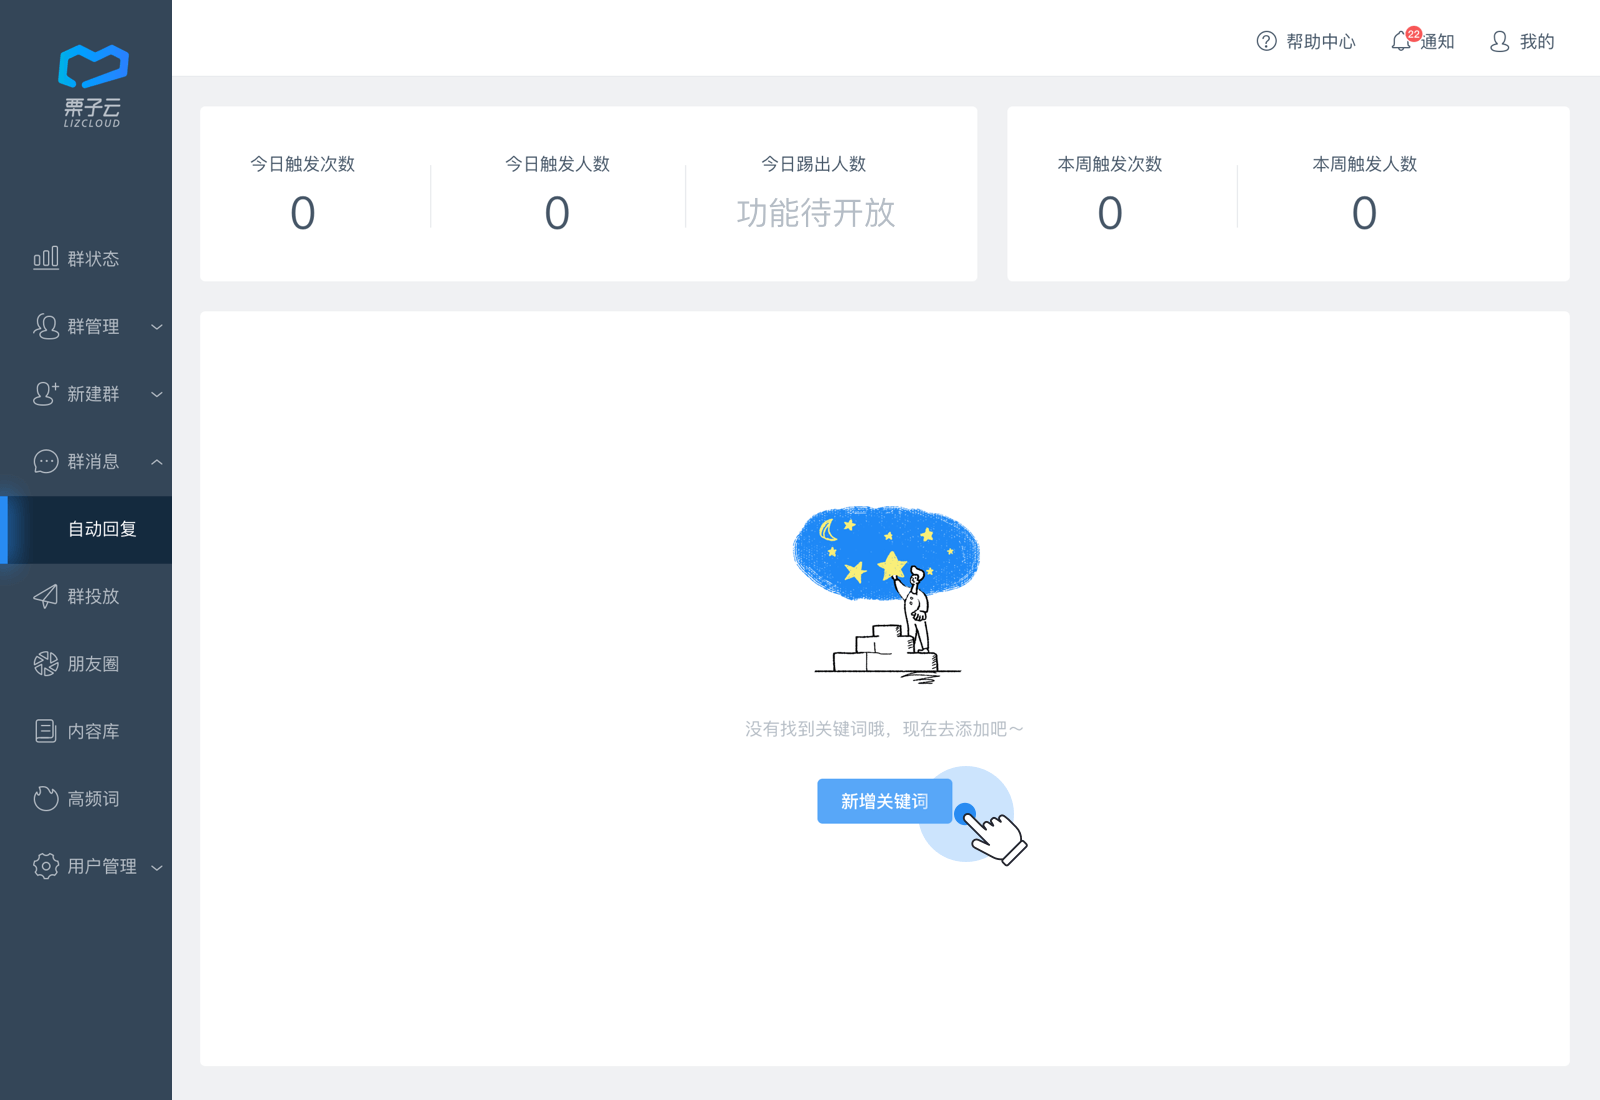 栗子云
LIZCLOUD
帮助中心
22
通知
我的
群状态
群管理
新建群
群消息
自动回复
群投放
朋友圈
内容库
高频词
用户管理
今日触发次数
0
今日触发人数
0
今日踢出人数
功能待开放
本周触发次数
0
本周触发人数
0
没有找到关键词哦，现在去添加吧～
新增关键词